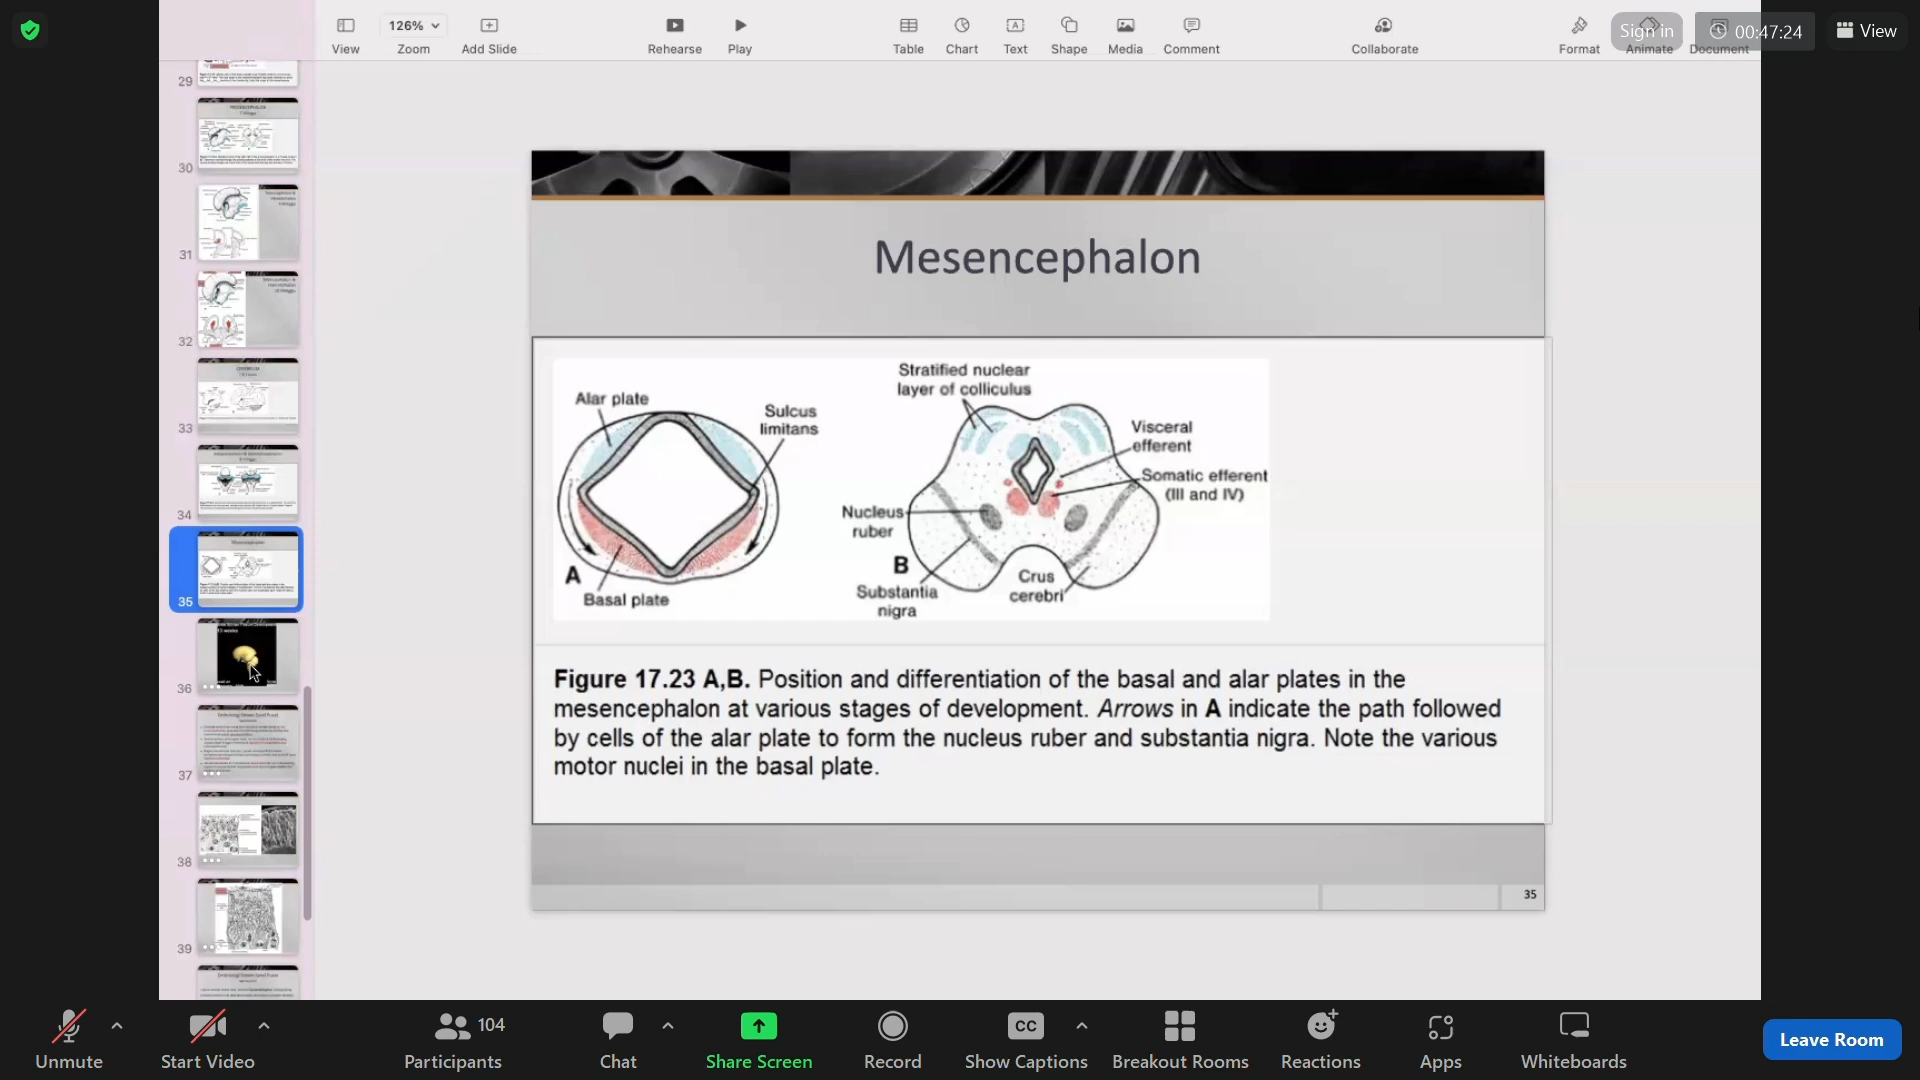 View
126%
Zoom
Add Slide
Rehearse
Play
Table
Chart
Text
Shape
Media
Comment
Collaborate
Format
Animate
Document
Sign in
00:47:24
View
29
30
31
32
33
34
35
36
37
38
39
Mesencephalon
Stratified nuclear
layer of colliculus
Alar plate
Sulcus
limitans
Visceral
efferent
Somatic efferent
(III and IV)
Nucleus
ruber
A
B
Basal plate
Substantia
nigra
Crus
cerebri
Figure 17.23 A,B. Position and differentiation of the basal and alar plates in the
mesencephalon at various stages of development. Arrows in A indicate the path followed
by cells of the alar plate to form the nucleus ruber and substantia nigra. Note the various
motor nuclei in the basal plate.
35
Unmute
Start Video
104
Participants
Chat
Share Screen
Record
CC
Show Captions
Breakout Rooms
Reactions
Apps
Whiteboards
Leave Room